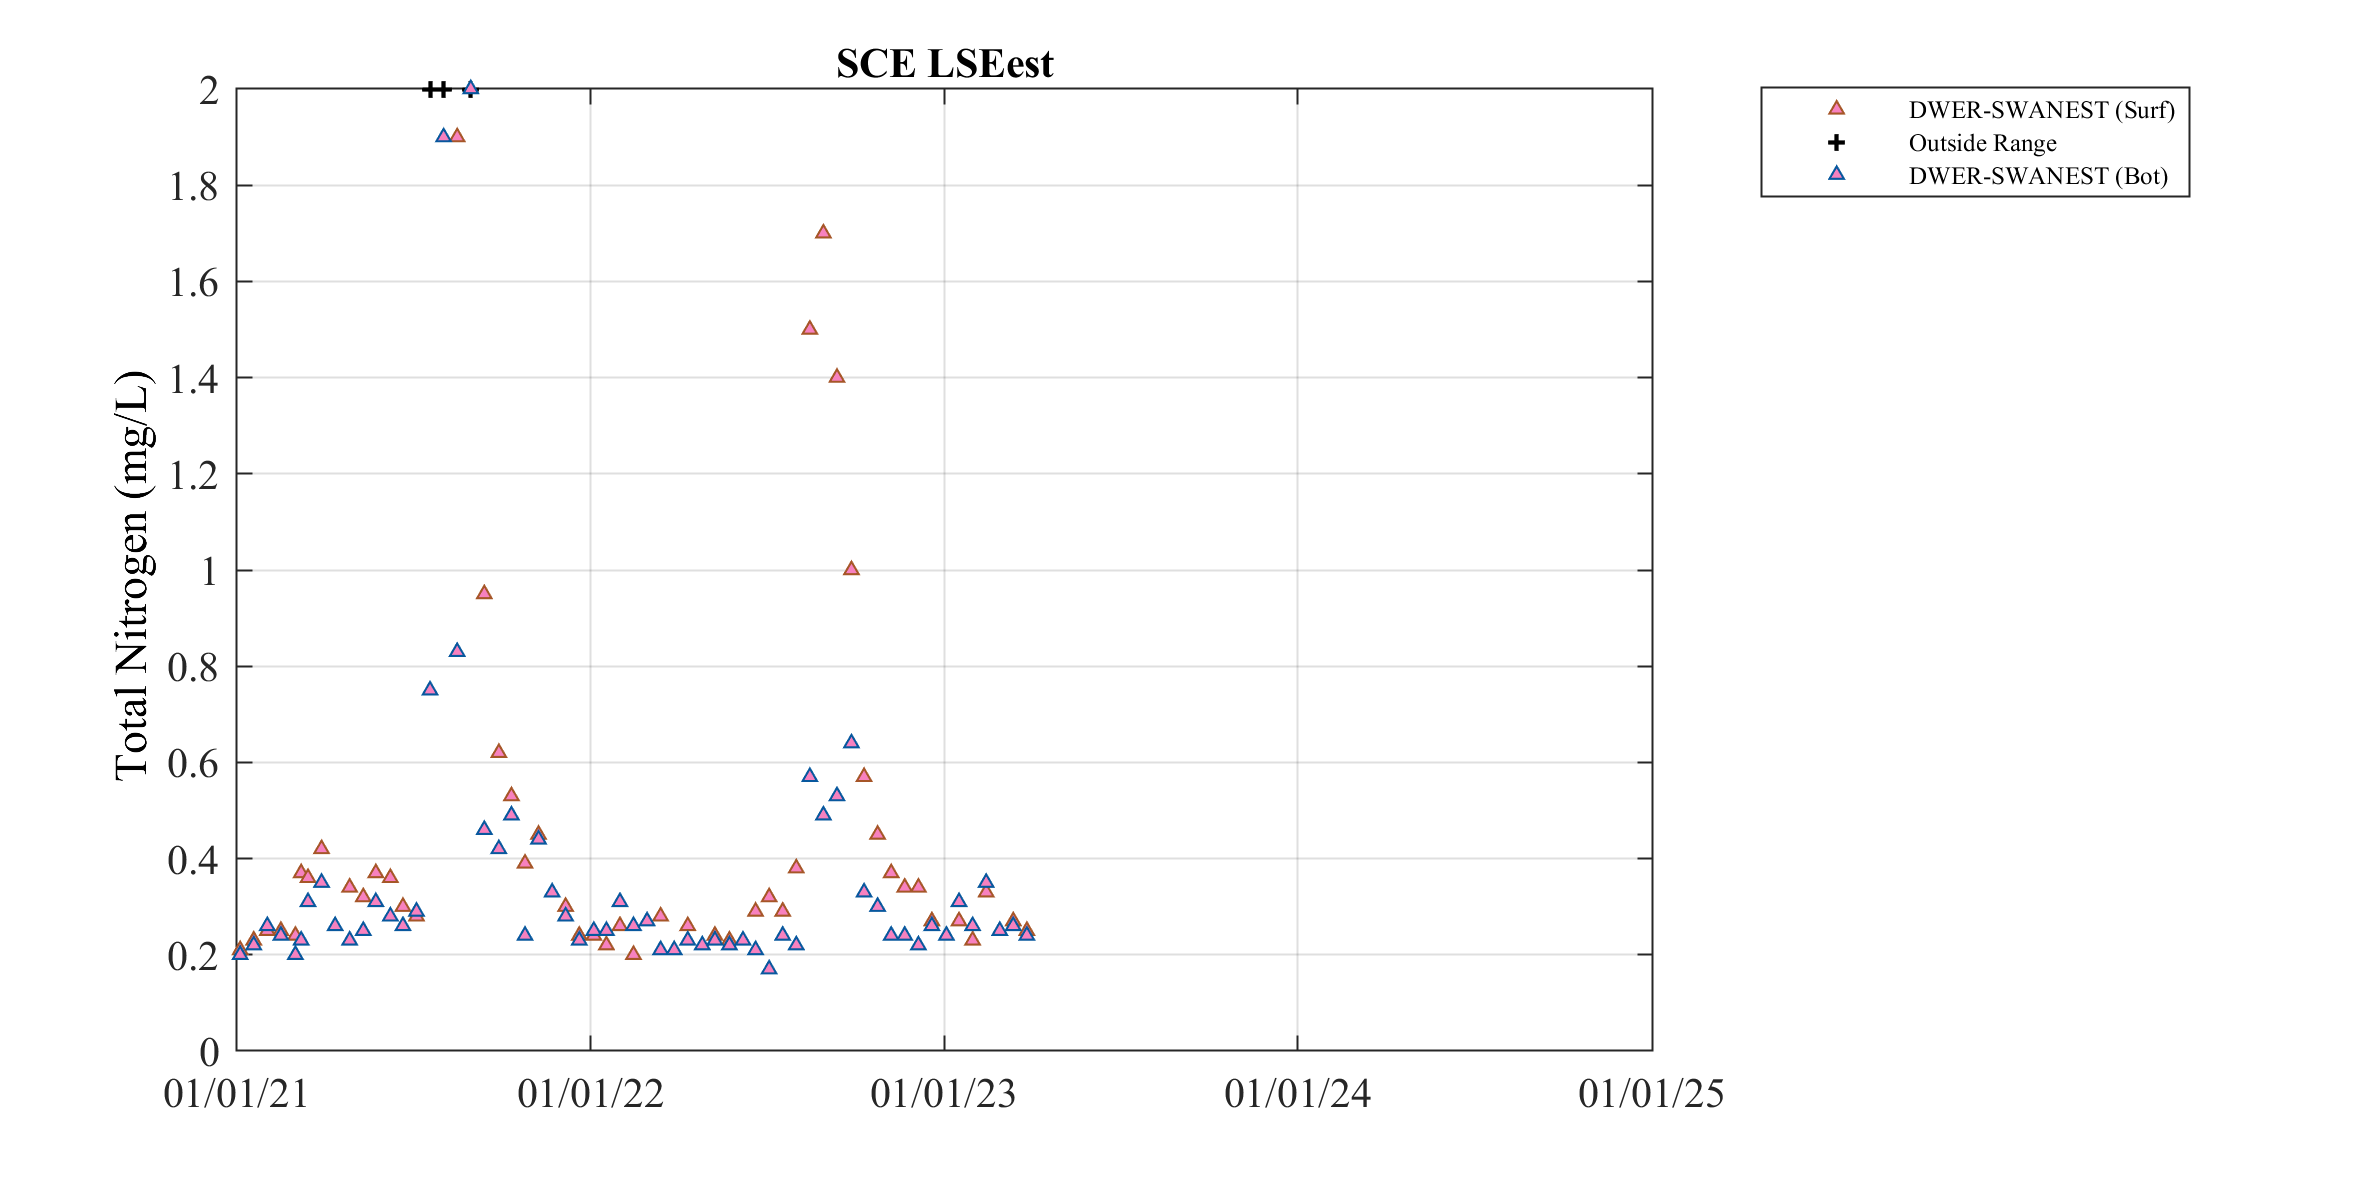 SCE LSEest
2
1.8
1.6
1.4
1.2
1
0.8
0.6
0.4
0.2
0
Total Nitrogen (mg/L)
01/01/21 01/01/22 01/01/23 01/01/24 01/01/25
DWER-SWANEST (Surf)
Outside Range
DWER-SWANEST (Bot)